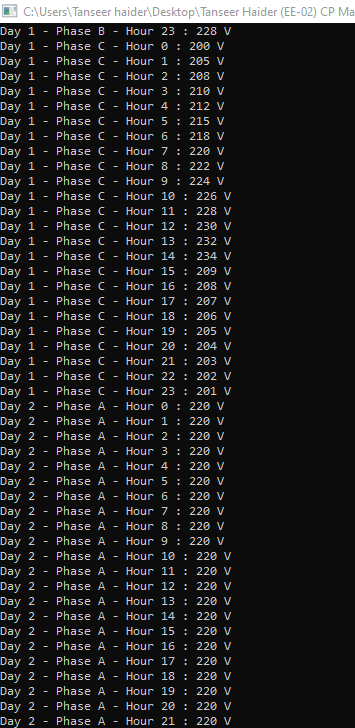 C:\Users\Tanseer haider\Desktop\Tanseer Haider (EE-02) CP Ma
Day 1 - Phase B - Hour 23 : 228 V
Day 1 - Phase C - Hour 0 : 200 V
Day 1 - Phase C - Hour 1 : 205 V
Day 1 - Phase C - Hour 2 : 208 V
Day 1 - Phase C - Hour 3 : 210 V
Day 1 - Phase C - Hour 4 : 212 V
Day 1 - Phase C - Hour 5 : 215 V
Day 1 - Phase C - Hour 6 : 218 V
Day 1 - Phase C - Hour 7 : 220 V
Day 1 - Phase C - Hour 8 : 222 V
Day 1 - Phase C - Hour 9 : 224 V
Day 1 - Phase C - Hour 10 : 226 V
Day 1 - Phase C - Hour 11 : 228 V
Day 1 - Phase C - Hour 12 : 230 V
Day 1 - Phase C - Hour 13 : 232 V
Day 1 - Phase C - Hour 14 : 234 V
Day 1 - Phase C - Hour 15 : 209 V
Day 1 - Phase C - Hour 16 : 208 V
Day 1 - Phase C - Hour 17 : 207 V
Day 1 - Phase C - Hour 18 : 206 V
Day 1 - Phase C - Hour 19 : 205 V
Day 1 - Phase C - Hour 20 : 204 V
Day 1 - Phase C - Hour 21 : 203 V
Day 1 - Phase C - Hour 22 : 202 V
Day 1 - Phase C - Hour 23 : 201 V
Day 2 - Phase A - Hour 0 : 220 V
Day 2 - Phase A - Hour 1 : 220 V
Day 2 - Phase A - Hour 2 : 220 V
Day 2 - Phase A - Hour 3 : 220 V
Day 2 - Phase A - Hour 4 : 220 V
Day 2 - Phase A - Hour 5 : 220 V
Day 2 - Phase A - Hour 6 : 220 V
Day 2 - Phase A - Hour 7 : 220 V
Day 2 - Phase A - Hour 8 : 220 V
Day 2 - Phase A - Hour 9 : 220 V
Day 2 - Phase A - Hour 10 : 220 V
Day 2 - Phase A - Hour 11 : 220 V
Day 2 - Phase A - Hour 12 : 220 V
Day 2 - Phase A - Hour 13 : 220 V
Day 2 - Phase A - Hour 14 : 220 V
Day 2 - Phase A - Hour 15 : 220 V
Day 2 - Phase A - Hour 16 : 220 V
Day 2 - Phase A - Hour 17 : 220 V
Day 2 - Phase A - Hour 18 : 220 V
Day 2 - Phase A - Hour 19 : 220 V
Day 2 - Phase A - Hour 20 : 220 V
Day 2 - Phase A - Hour 21 : 220 V